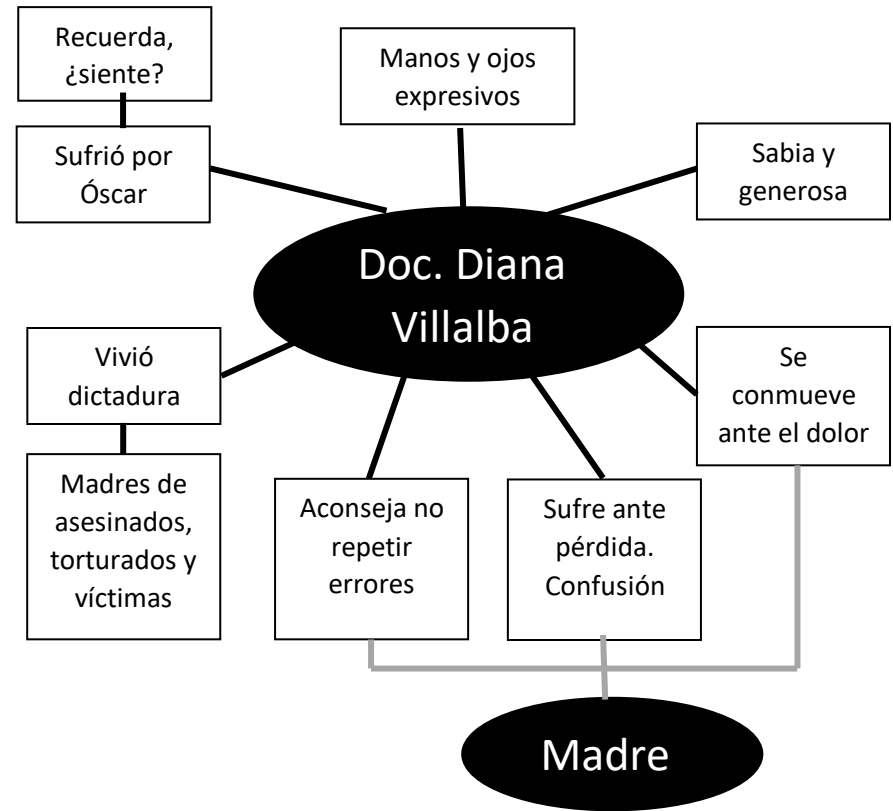 Recuerda,
¿siente?
Manos y ojos
expresivos
Sufrió por
Óscar
Sabia y
generosa
Doc. Diana
Villalba
Vivió
dictadura
Se
conmueve
ante el dolor
Madres de
asesinados,
torturados y
víctimas
Aconseja no
repetir
errores
Sufre ante
pérdida.
Confusión
Madre